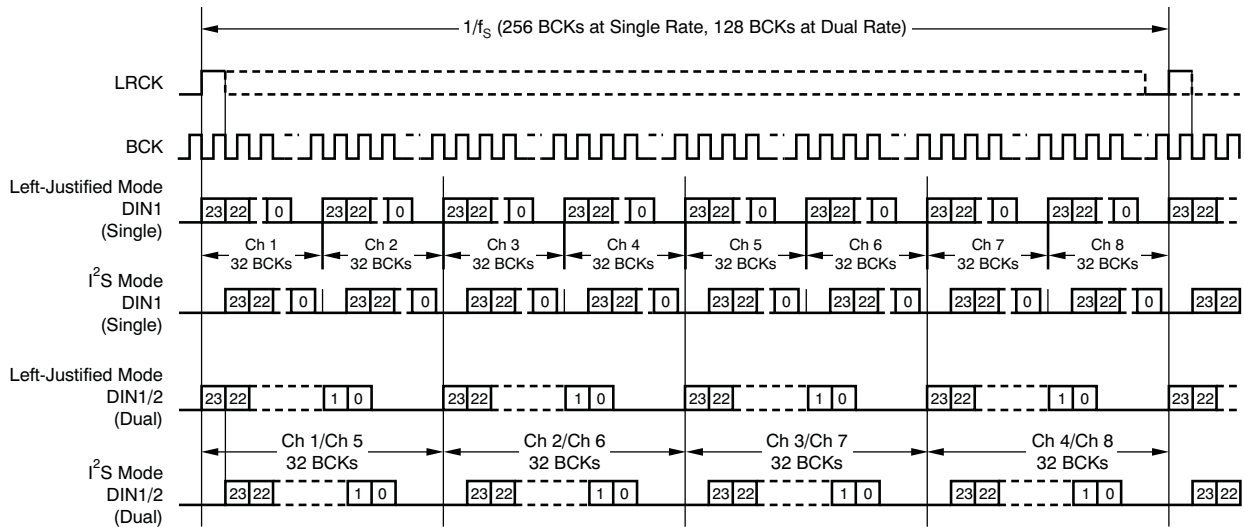 1/fS (256 BCKs at Single Rate, 128 BCKs at Dual Rate)
LRCK
BCK
Left-Justified Mode
DIN1
(Single)
23 22 0 23 22 0 23 22 0 23 22 0 23 22 0 23 22 0 23 22 0 23 22 0 23 22
Ch 1 Ch 2 Ch 3 Ch 4 Ch 5 Ch 6 Ch 7 Ch 8
32 BCKs 32 BCKs 32 BCKs 32 BCKs 32 BCKs 32 BCKs 32 BCKs 32 BCKs
I²S Mode
DIN1
(Single)
23 22 0 23 22 0 23 22 0 23 22 0 23 22 0 23 22 0 23 22 0 23 22 0 23 22
Left-Justified Mode
DIN1/2
(Dual)
23 22 1 0 23 22 1 0 23 22 1 0 23 22 1 0 23 22
Ch 1/Ch 5 Ch 2/Ch 6 Ch 3/Ch 7 Ch 4/Ch 8
32 BCKs 32 BCKs 32 BCKs 32 BCKs
I²S Mode
DIN1/2
(Dual)
23 22 1 0 23 22 1 0 23 22 1 0 23 22 1 0 23 22